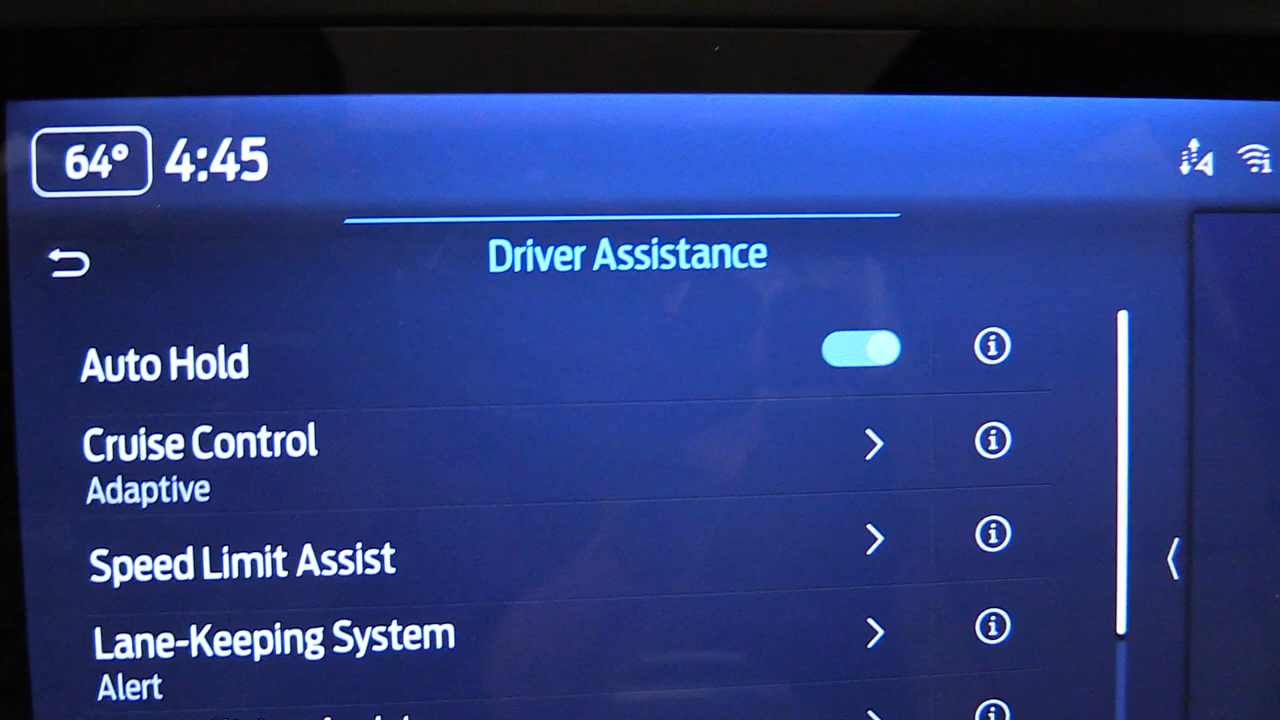 64° 4:45
Driver Assistance
Auto Hold
Cruise Control
Adaptive
Speed Limit Assist
Lane-Keeping System
Alert